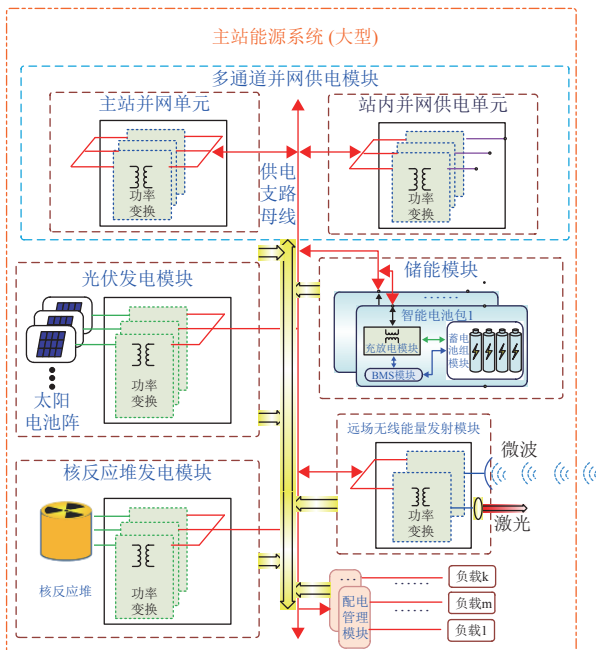 主站能源系统 (大型)
多通道并网供电模块
主站并网单元
站内并网供电单元
功率
变换
供电
支路
母线
功率
变换
光伏发电模块
太阳
电池阵
功率
变换
储能模块
......
智能电池包1
充放电模块
BMS模块
蓄电
池组
模块
......
核反应堆发电模块
核反应堆
功率
变换
远场无线能量发射模块
功率
变换
微波
激光
...
配电
管理
模块
......
负载k
......
负载m
......
负载1